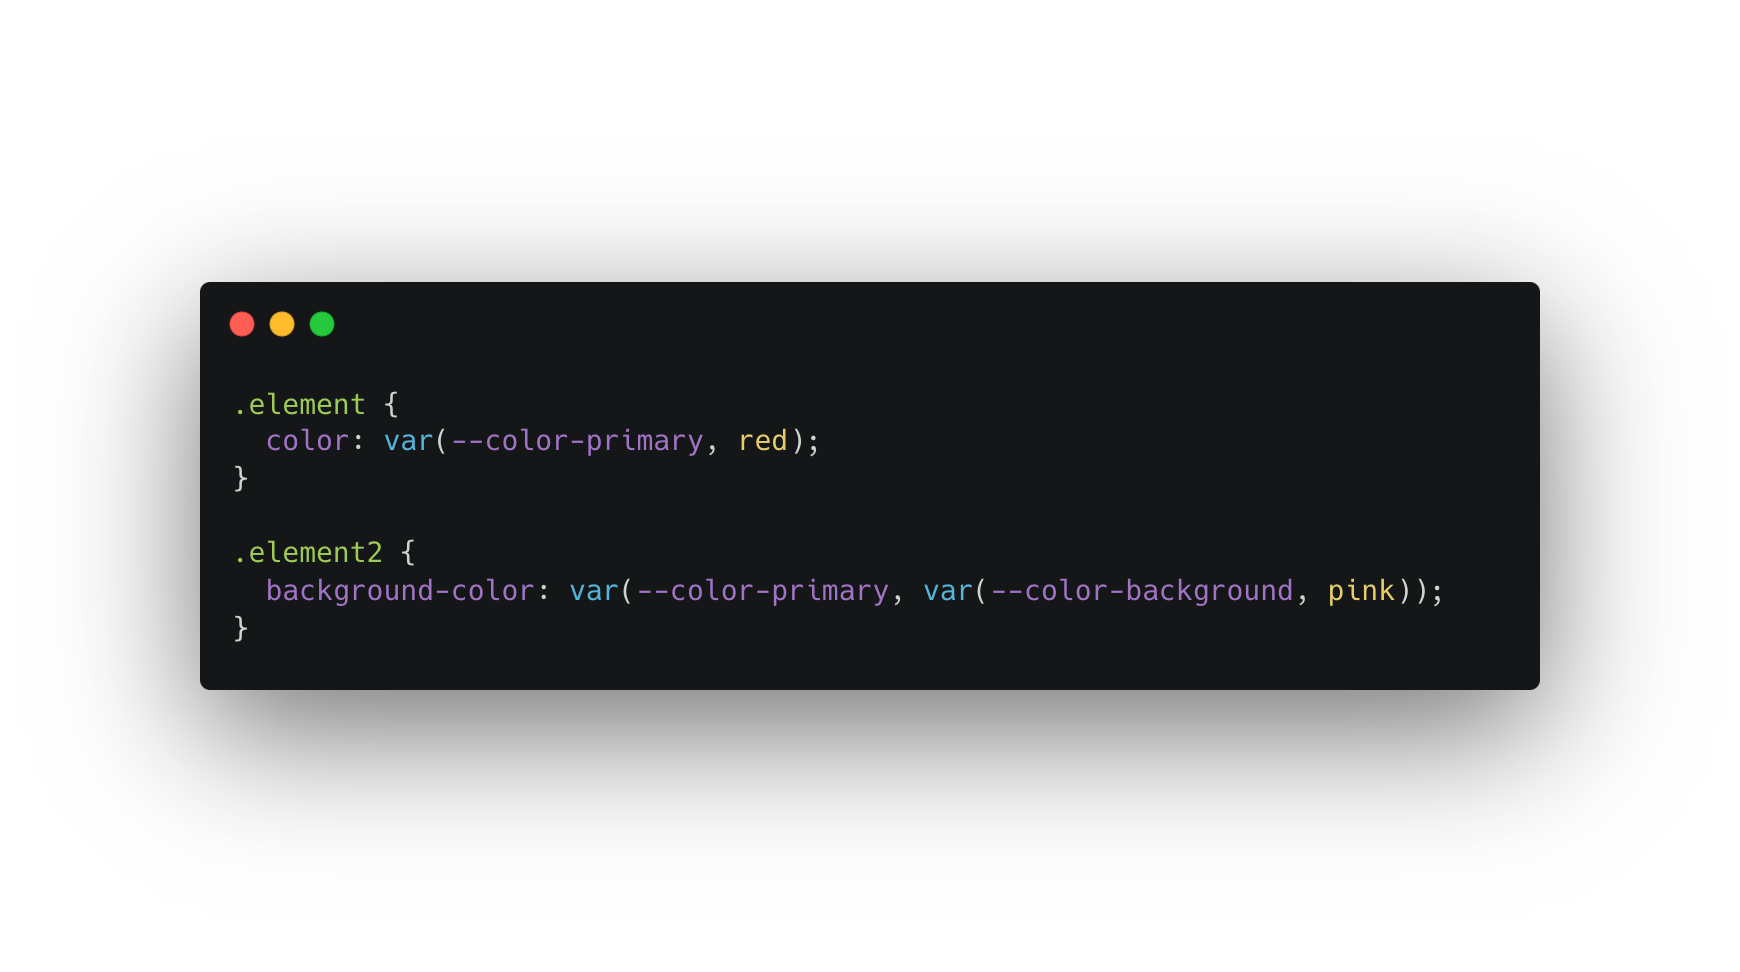 .element {
  color: var(--color-primary, red);
}

.element2 {
  background-color: var(--color-primary, var(--color-background, pink));
}